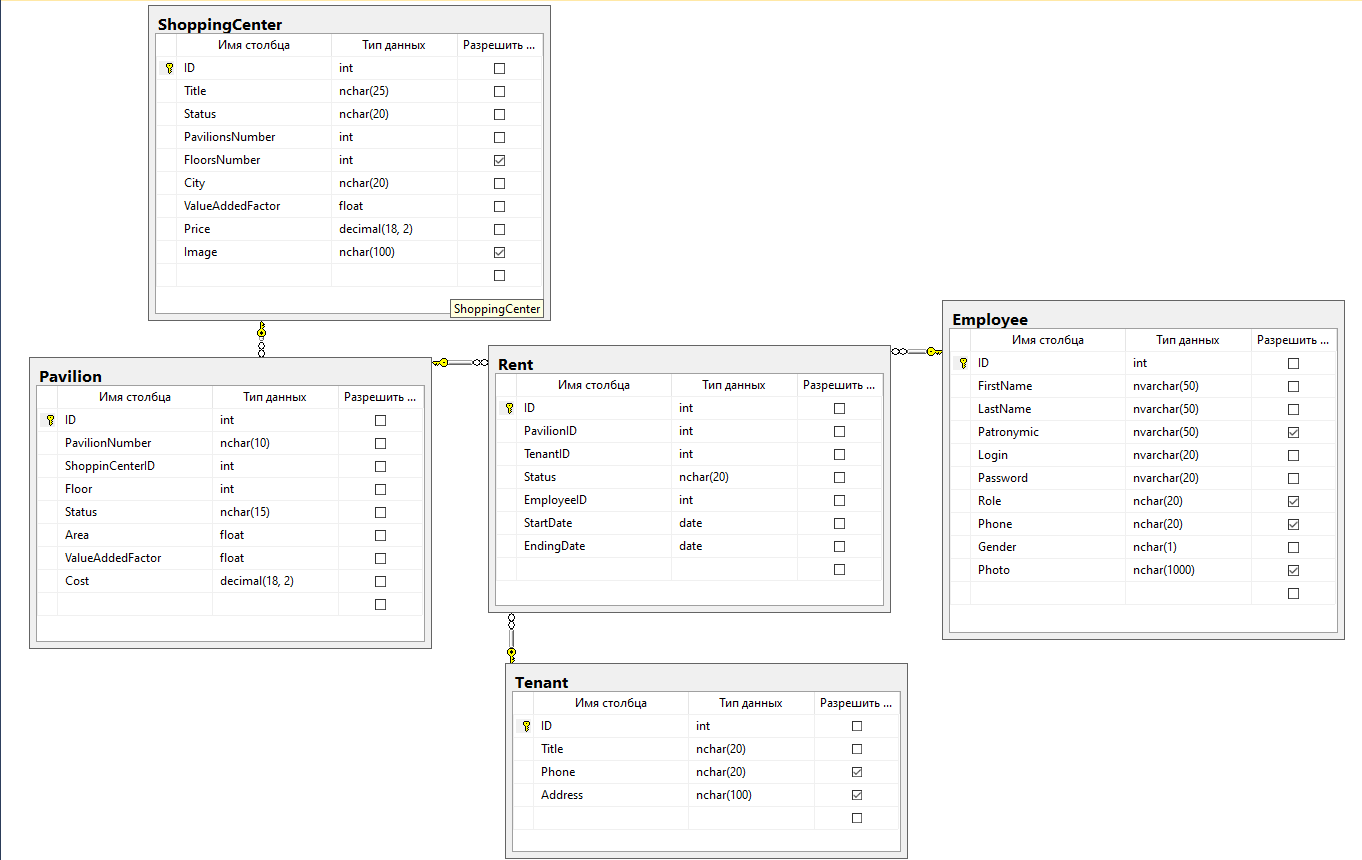 ShoppingCenter
Имя столбца Тип данных Разрешить ...
ID int
Title nchar(25)
Status nchar(20)
PavilionsNumber int
FloorsNumber int
City nchar(20)
ValueAddedFactor float
Price decimal(18, 2)
Image nchar(100)
ShoppingCenter
Pavilion
Имя столбца Тип данных Разрешить ...
ID int
PavilionNumber nchar(10)
ShoppinCenterID int
Floor int
Status nchar(15)
Area float
ValueAddedFactor float
Cost decimal(18, 2)
Rent
Имя столбца Тип данных Разрешить ...
ID int
PavilionID int
TenantID int
Status nchar(20)
EmployeeID int
StartDate date
EndingDate date
Employee
Имя столбца Тип данных Разрешить ...
ID int
FirstName nvarchar(50)
LastName nvarchar(50)
Patronymic nvarchar(50)
Login nvarchar(20)
Password nvarchar(20)
Role nchar(20)
Phone nchar(20)
Gender nchar(1)
Photo nchar(1000)
Tenant
Имя столбца Тип данных Разрешить ...
ID int
Title nchar(20)
Phone nchar(20)
Address nchar(100)